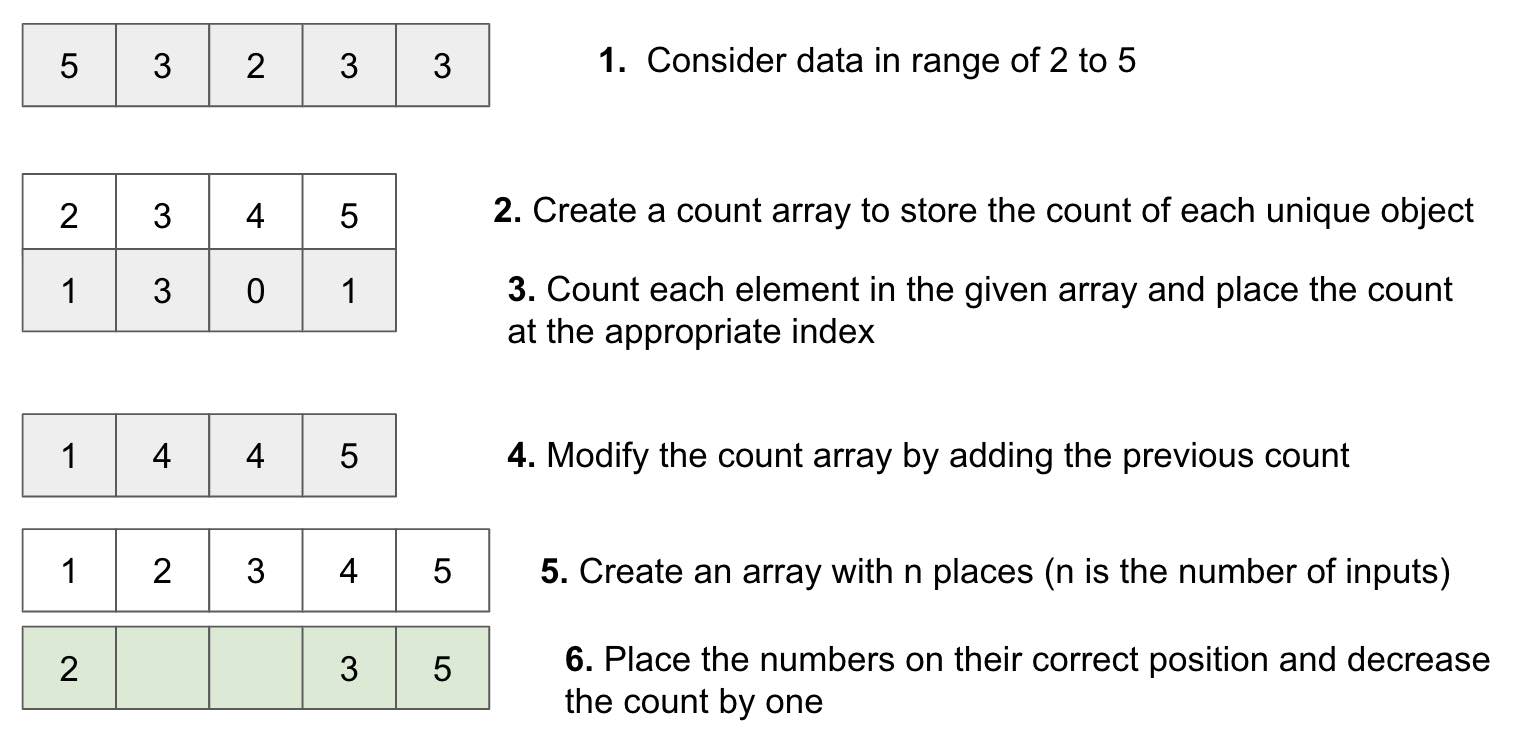 5 3 2 3 3
1. Consider data in range of 2 to 5
2 3 4 5
2. Create a count array to store the count of each unique object
1 3 0 1
3. Count each element in the given array and place the count
at the appropriate index
1 4 4 5
4. Modify the count array by adding the previous count
1 2 3 4 5
5. Create an array with n places (n is the number of inputs)
2 3 5
6. Place the numbers on their correct position and decrease
the count by one